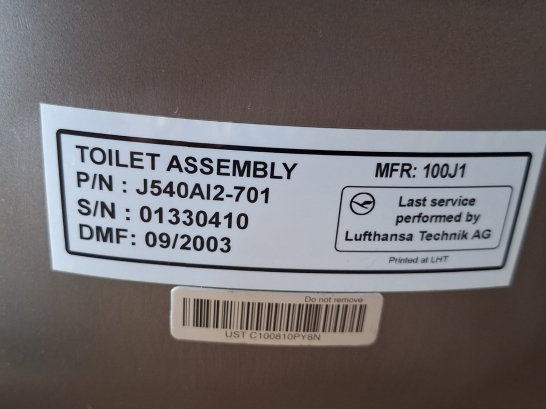 TOILET ASSEMBLY
P/N : J540AI2-701
S/N : 01330410
DMF: 09/2003
MFR: 100J1
Last service
performed by
Lufthansa Technik AG
Printed at LHT
Do not remove
UST C100810PY8N